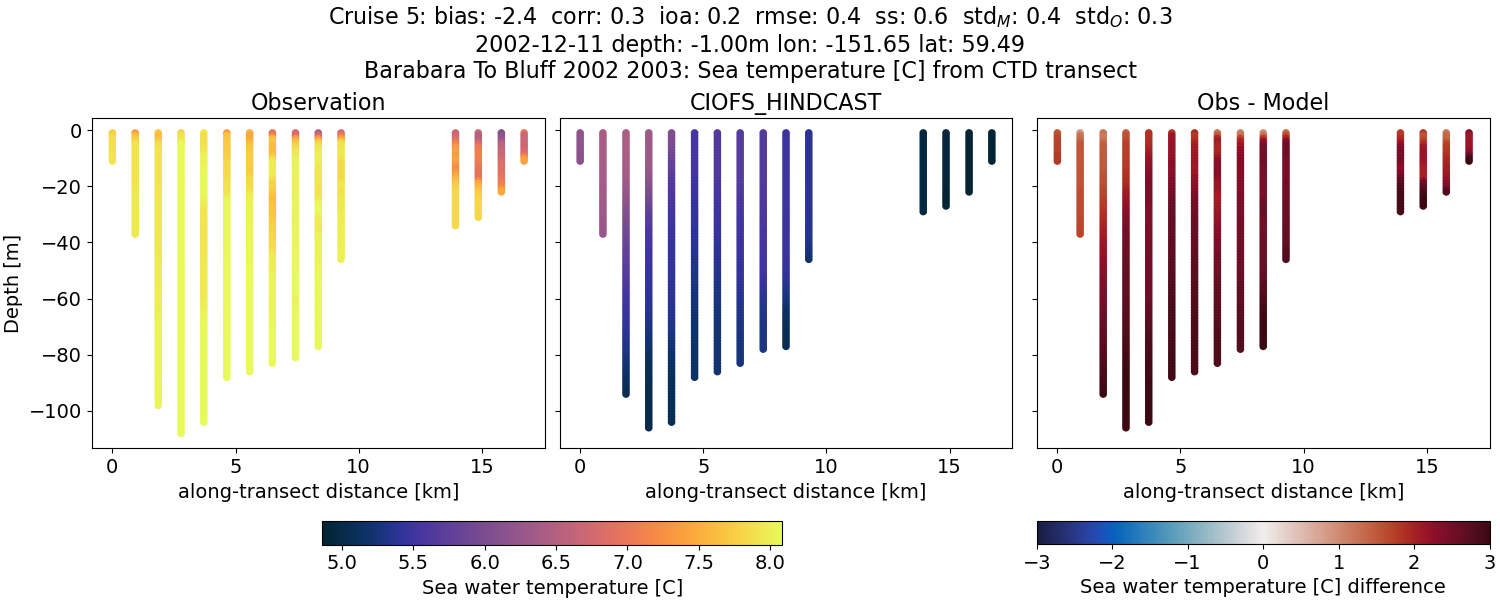 Cruise 5: bias: -2.4  corr: 0.3  ioa: 0.2  rmse: 0.4  ss: 0.6  std_M: 0.4  std_O: 0.3
2002-12-11 depth: -1.00m lon: -151.65 lat: 59.49
Barabara To Bluff 2002 2003: Sea temperature [C] from CTD transect
Observation
CIOFS_HINDCAST
Obs - Model
Depth [m]
0
−20
−40
−60
−80
−100
0 5 10 15
0 5 10 15
0 5 10 15
along-transect distance [km]
along-transect distance [km]
along-transect distance [km]
5.0 5.5 6.0 6.5 7.0 7.5 8.0
Sea water temperature [C]
−3 −2 −1 0 1 2 3
Sea water temperature [C] difference